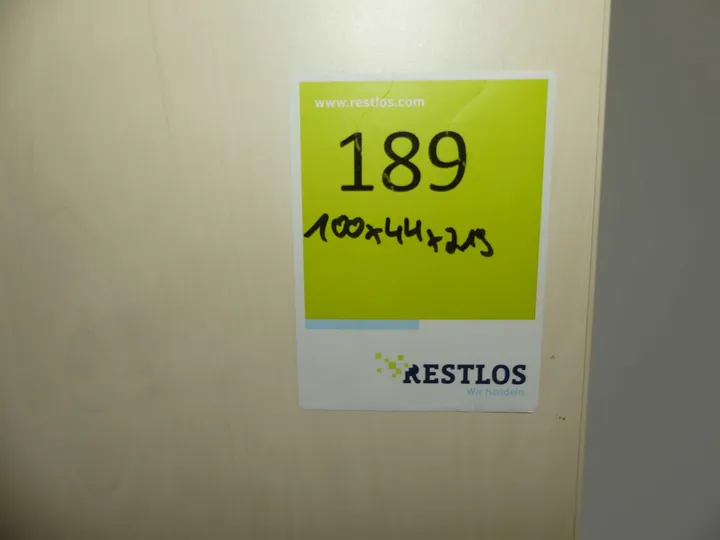 www.restlos.com
189
100x44x219
RESTLOS
Wir handeln.